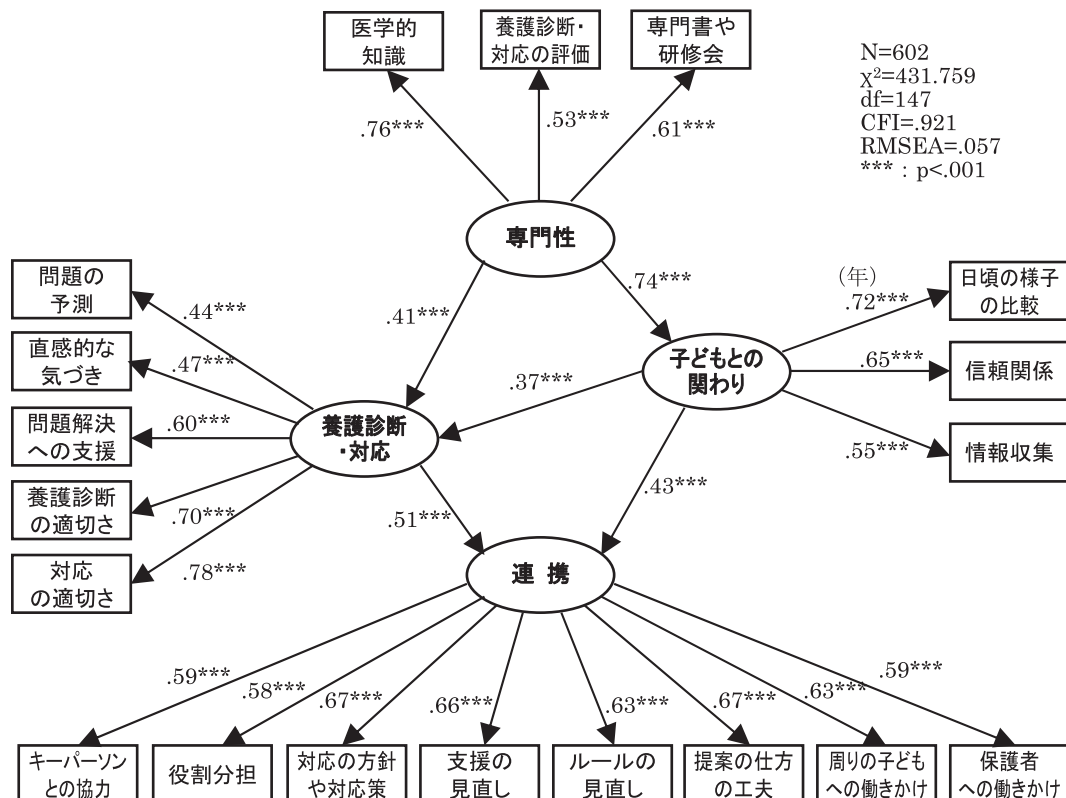 医学的
知識
養護診断・
対応の評価
専門書や
研修会
N=602
χ²=431.759
df=147
CFI=.921
RMSEA=.057
*** : p<.001
.76***
.53***
.61***
専門性
.41***
.74***
問題の
予測
直感的な
気づき
問題解決
への支援
養護診断
の適切さ
対応
の適切さ
.44***
.47***
.60***
.70***
.78***
養護診断
・対応
.37***
子どもとの
関わり
(年)
.72***
.65***
.55***
日頃の様子
の比較
信頼関係
情報収集
.51***
.43***
連 携
.59***
.58***
.67***
.66***
.63***
.67***
.63***
.59***
キーパーソン
との協力
役割分担
対応の方針
や対応策
支援の
見直し
ルールの
見直し
提案の仕方
の工夫
周りの子ども
への働きかけ
保護者
への働きかけ